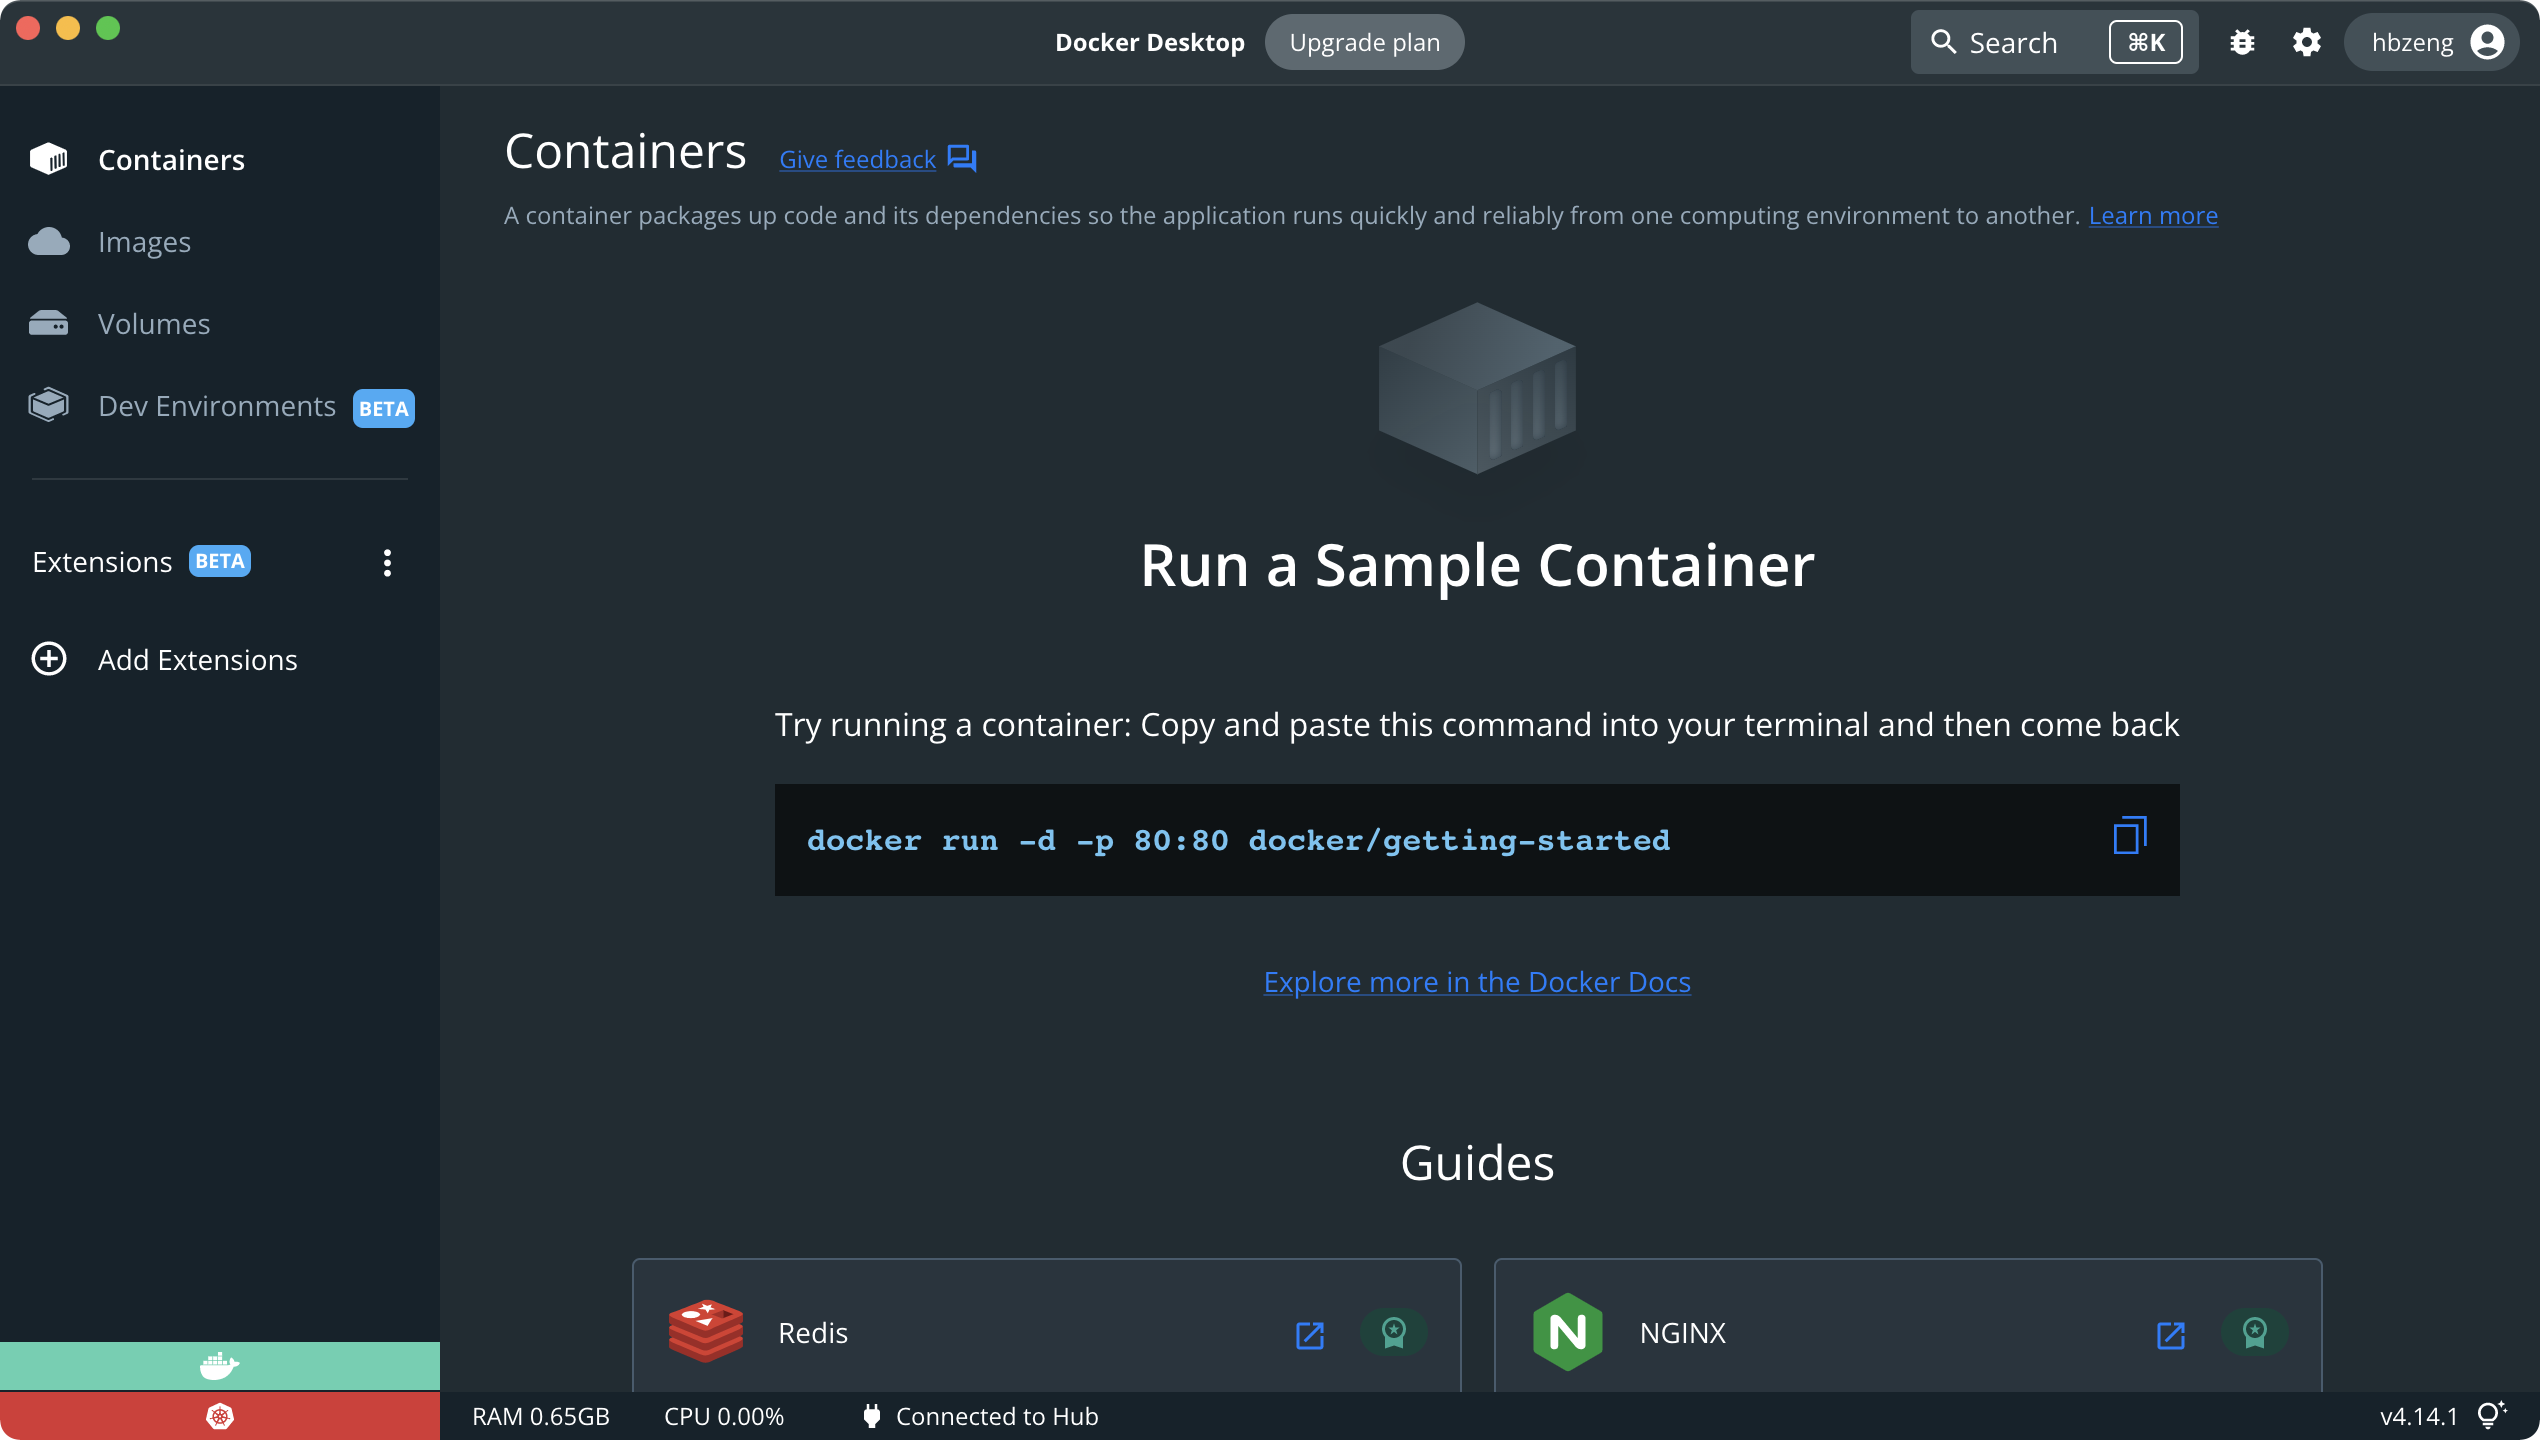 Docker Desktop Upgrade plan Search ⌘K hbzeng
Containers
Images
Volumes
Dev Environments BETA
Extensions BETA
Add Extensions
Containers Give feedback
A container packages up code and its dependencies so the application runs quickly and reliably from one computing environment to another. Learn more
Run a Sample Container
Try running a container: Copy and paste this command into your terminal and then come back
docker run -d -p 80:80 docker/getting-started
Explore more in the Docker Docs
Guides
Redis
N NGINX
RAM 0.65GB CPU 0.00% Connected to Hub v4.14.1